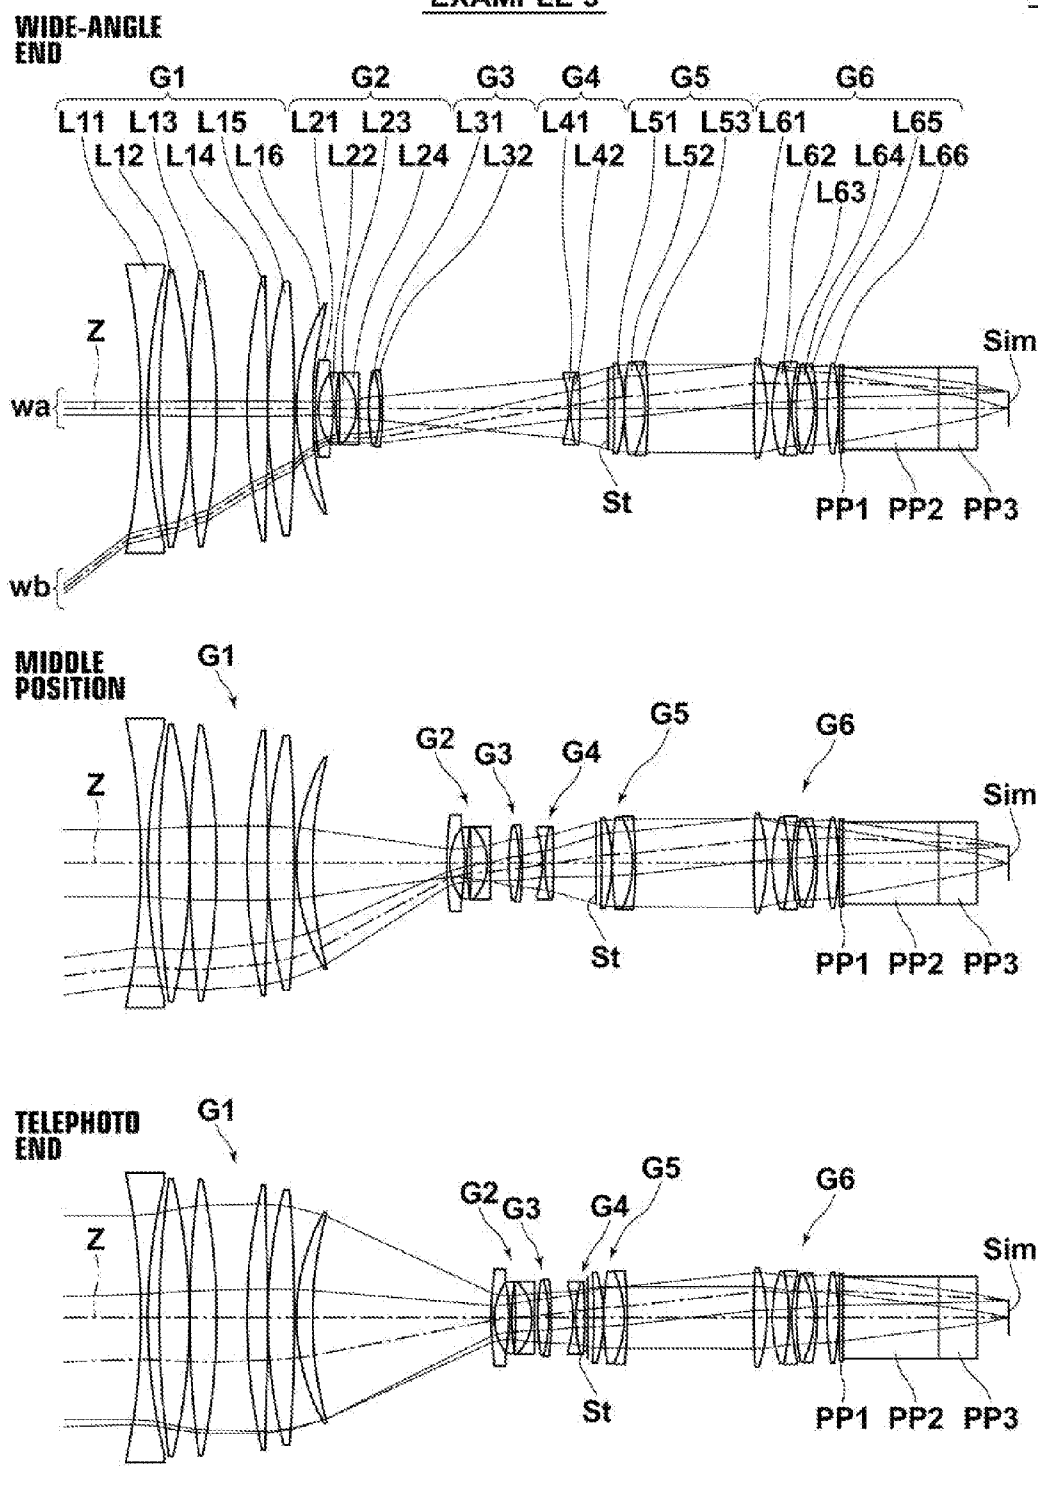 EXAMPLE 3
WIDE-ANGLE
END
G1 G2 G3 G4 G5 G6
L11 L13 L15 L21 L23 L31 L41 L51 L53 L61 L65
L12 L14 L16 L22 L24 L32 L42 L52 L62 L64 L66
L63
Z
Sim
wa
St
PP1 PP2 PP3
wb
MIDDLE
POSITION
G1
G2 G3 G4 G5 G6
Z
Sim
St
PP1 PP2 PP3
TELEPHOTO
END
G1
G2 G3 G4 G5 G6
Z
Sim
St
PP1 PP2 PP3